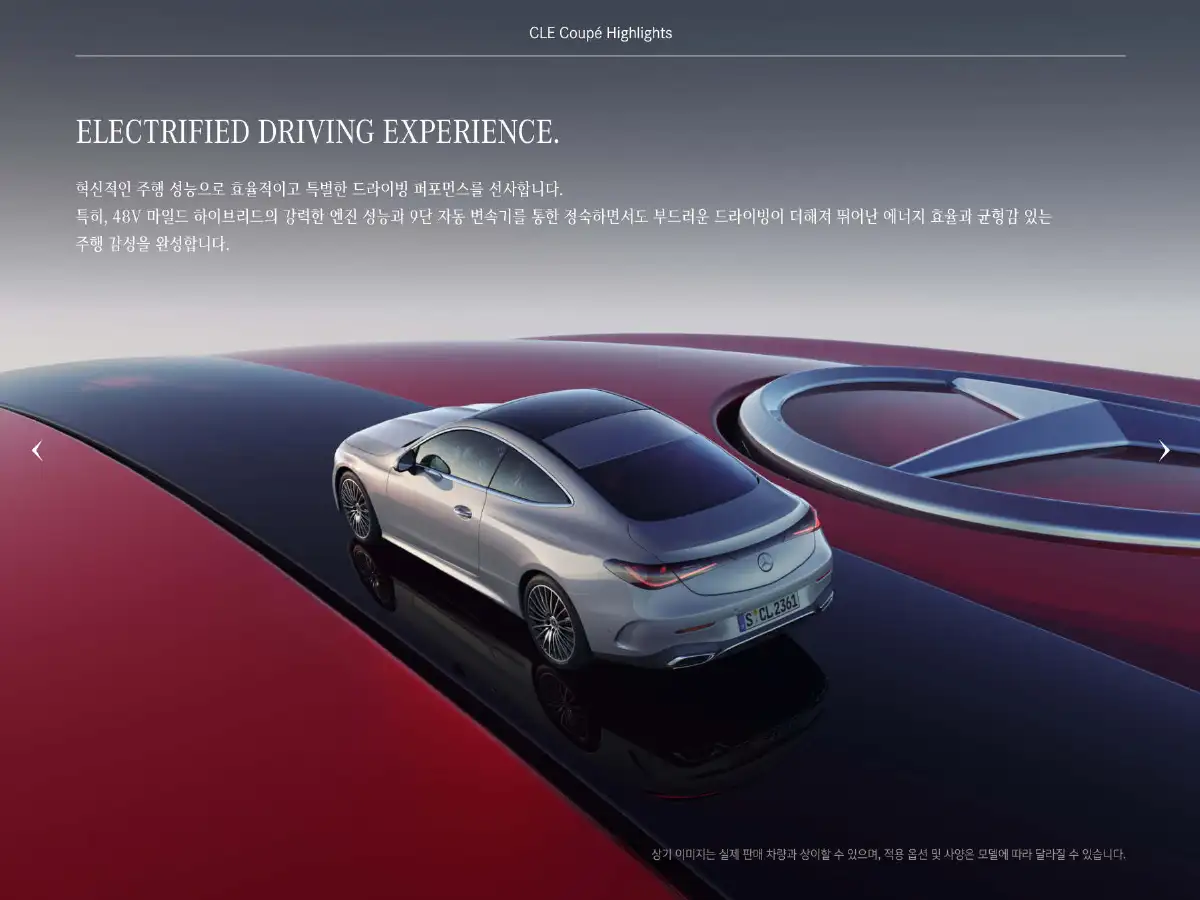 CLE Coupé Highlights
ELECTRIFIED DRIVING EXPERIENCE.
혁신적인 주행 성능으로 효율적이고 특별한 드라이빙 퍼포먼스를 선사합니다.
특히, 48V 마일드 하이브리드의 강력한 엔진 성능과 9단 자동 변속기를 통한 정숙하면서도 부드러운 드라이빙이 더해져 뛰어난 에너지 효율과 균형감 있는
주행 감성을 완성합니다.
S CL 2361
상기 이미지는 실제 판매 차량과 상이할 수 있으며, 적용 옵션 및 사양은 모델에 따라 달라질 수 있습니다.